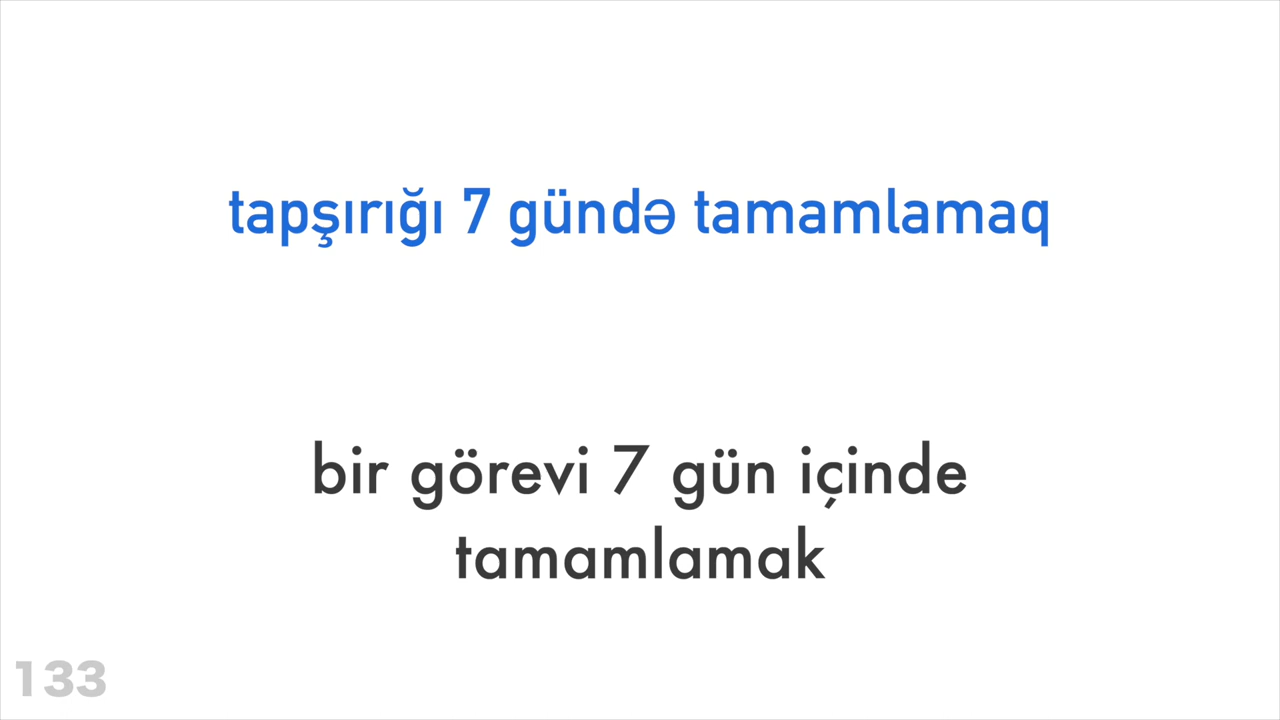 tapşırığı 7 gündə tamamlamaq
bir görevi 7 gün içinde
tamamlamak
133